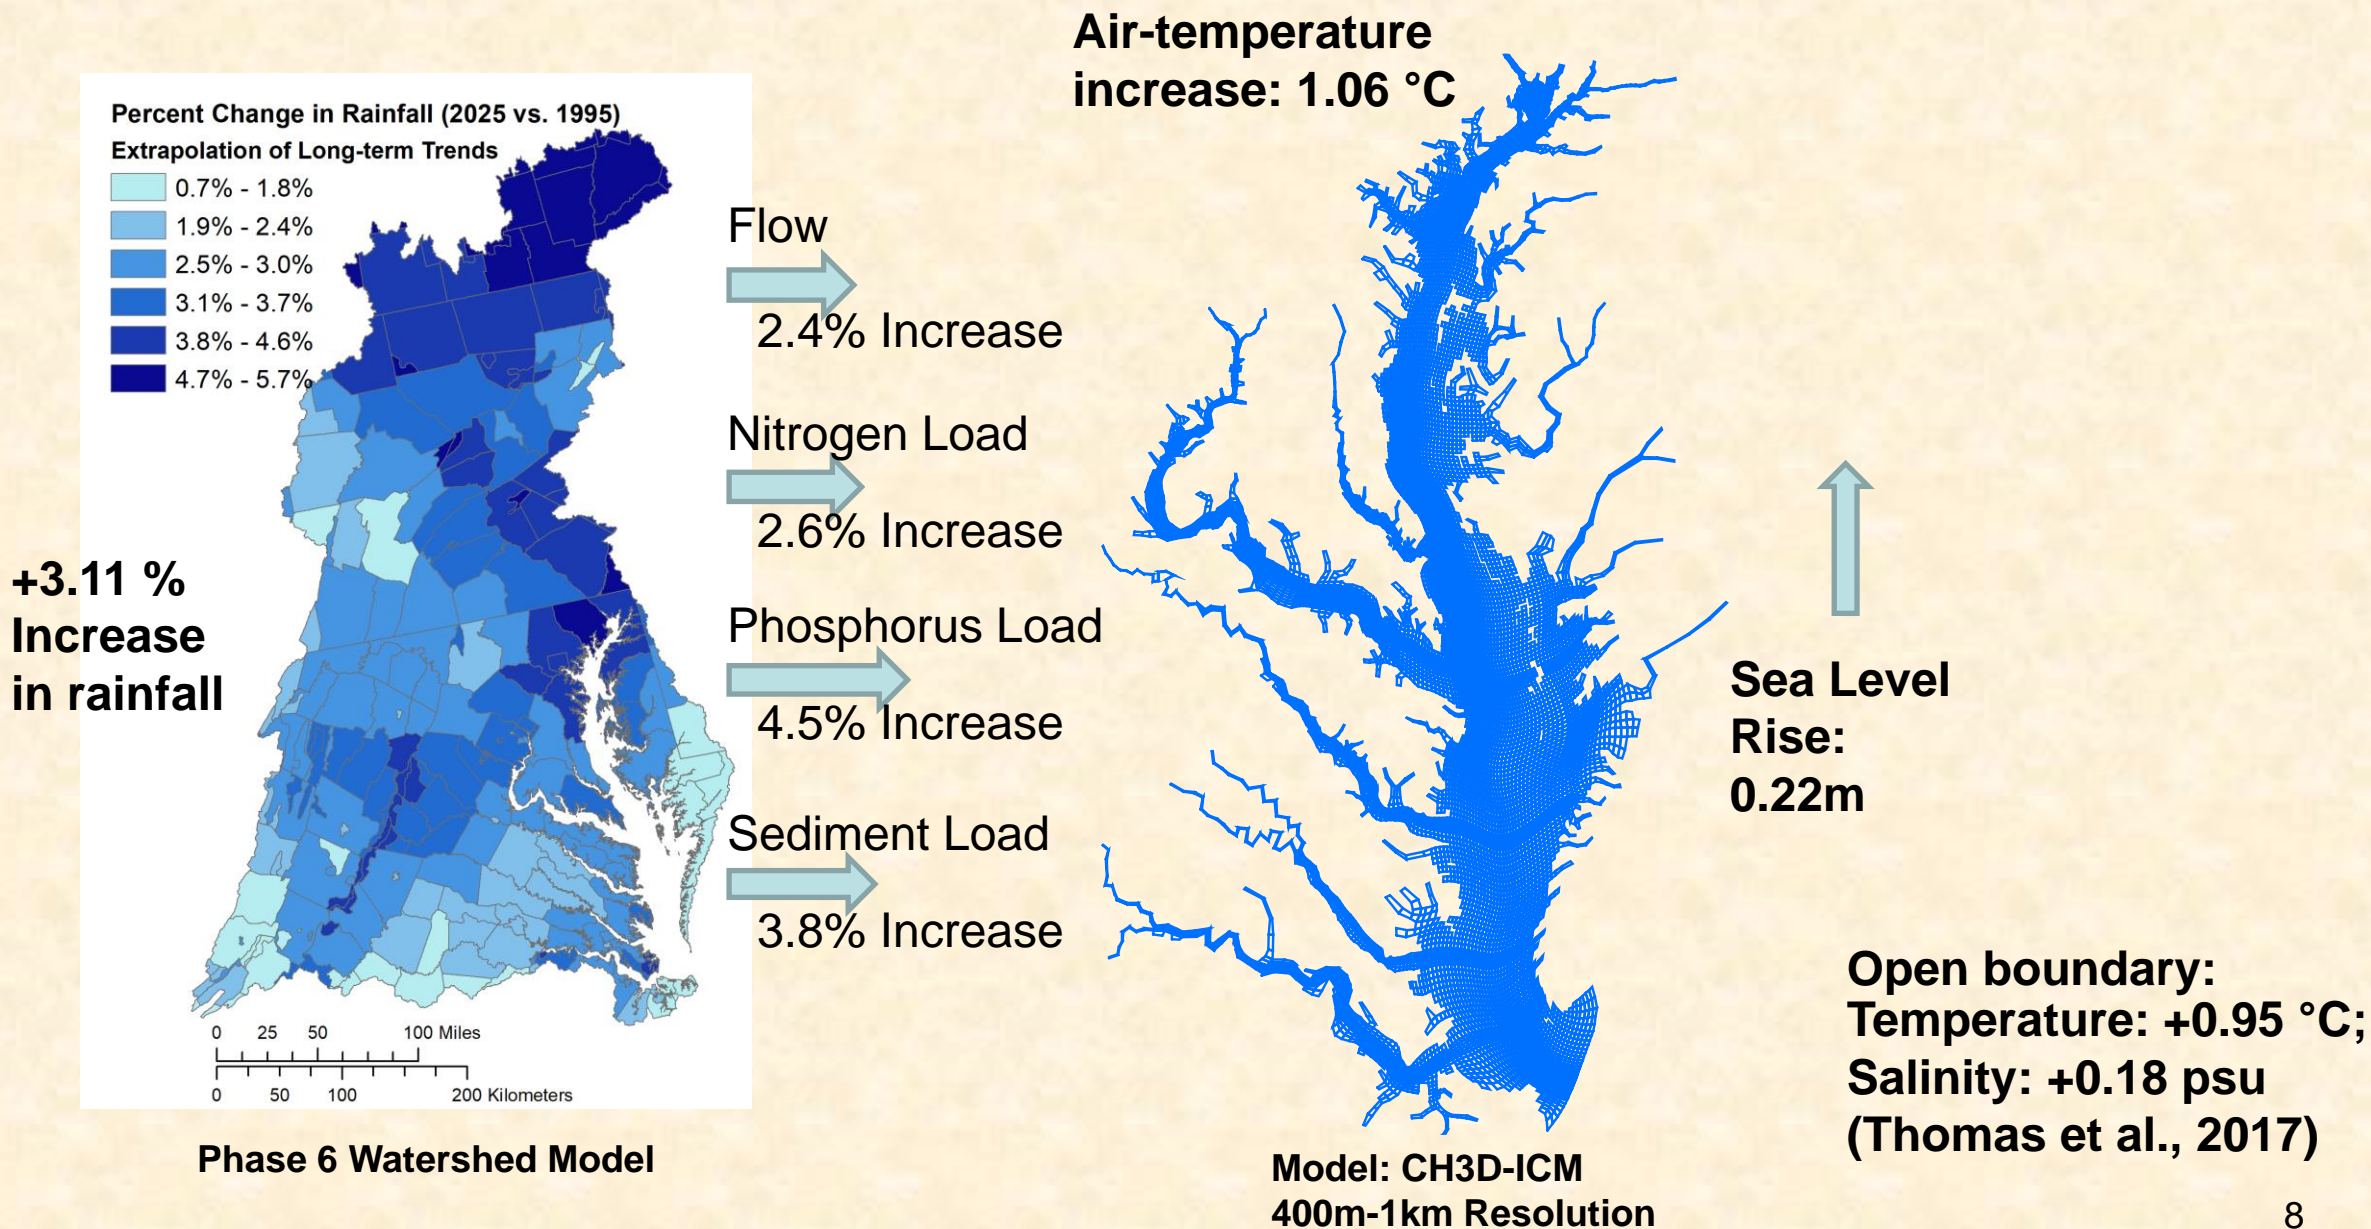 Air-temperature
increase: 1.06 °C
Percent Change in Rainfall (2025 vs. 1995)
Extrapolation of Long-term Trends
0.7% - 1.8%
1.9% - 2.4%
2.5% - 3.0%
3.1% - 3.7%
3.8% - 4.6%
4.7% - 5.7%
+3.11 %
Increase
in rainfall
Flow
2.4% Increase
Nitrogen Load
2.6% Increase
Phosphorus Load
4.5% Increase
Sediment Load
3.8% Increase
Sea Level
Rise:
0.22m
Open boundary:
Temperature: +0.95 °C;
Salinity: +0.18 psu
(Thomas et al., 2017)
0 25 50 100 Miles
0 50 100 200 Kilometers
Phase 6 Watershed Model
Model: CH3D-ICM
400m-1km Resolution
8